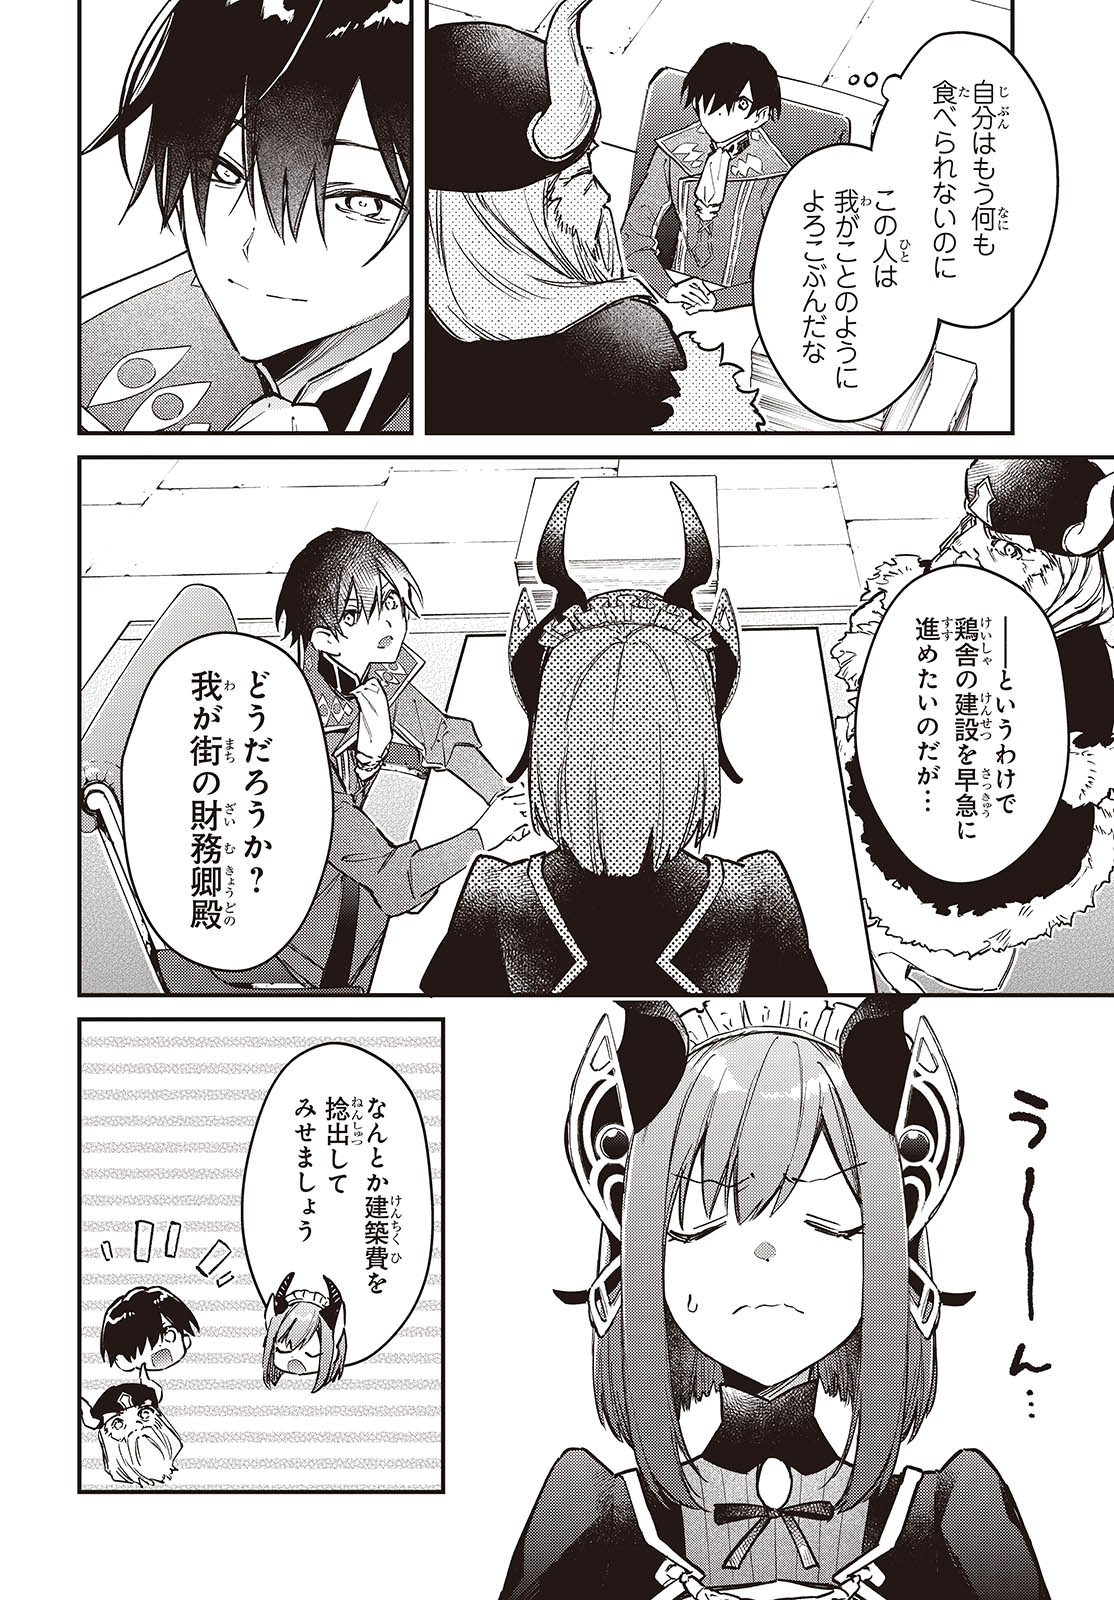 自分はもう何も
食べられないのに
この人は
我がことのように
よろこぶんだな
──というわけで
鶏舎の建設を早急に
進めたいのだが…
どうだろうか？
我が街の財務卿殿
う〜〜ん…
なんとか建築費を
捻出して
みせましょう